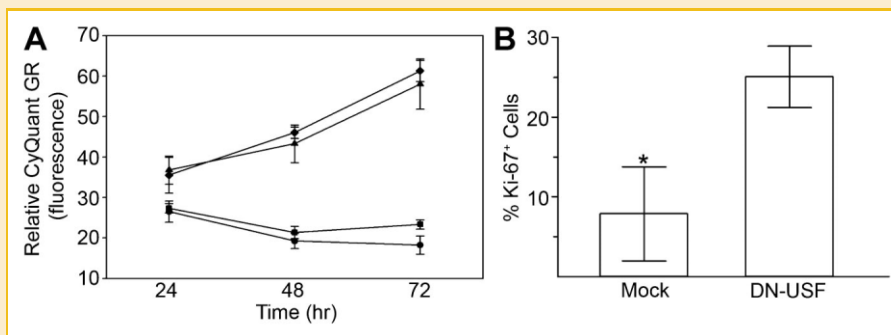 A
Relative CyQuant GR
(fluorescence)
70
60
50
40
30
20
10
24
48
72
Time (hr)
B
% Ki-67⁺ Cells
30
20
10
*
Mock
DN-USF